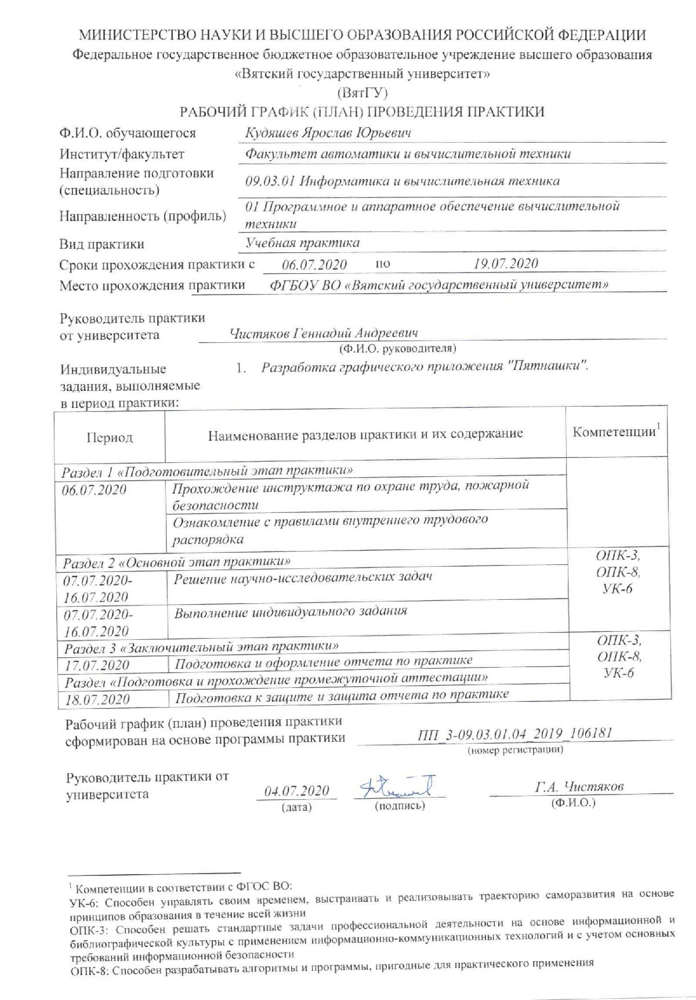 МИНИСТЕРСТВО НАУКИ И ВЫСШЕГО ОБРАЗОВАНИЯ РОССИЙСКОЙ ФЕДЕРАЦИИ
Федеральное государственное бюджетное образовательное учреждение высшего образования
«Вятский государственный университет»
(ВятГУ)
РАБОЧИЙ ГРАФИК (ПЛАН) ПРОВЕДЕНИЯ ПРАКТИКИ
Ф.И.О. обучающегося Кудяшев Ярослав Юрьевич
Институт/факультет Факультет автоматики и вычислительной техники
Направление подготовки
(специальность) 09.03.01 Информатика и вычислительная техника
Направленность (профиль) 01 Программное и аппаратное обеспечение вычислительной
техники
Вид практики Учебная практика
Сроки прохождения практики с 06.07.2020 по 19.07.2020
Место прохождения практики ФГБОУ ВО «Вятский государственный университет»
Руководитель практики
от университета Чистяков Геннадий Андреевич
(Ф.И.О. руководителя)
Индивидуальные 1. Разработка графического приложения "Пятнашки".
задания, выполняемые
в период практики:
Период Наименование разделов практики и их содержание Компетенции1
Раздел 1 «Подготовительный этап практики»
06.07.2020 Прохождение инструктажа по охране труда, пожарной
безопасности
Ознакомление с правилами внутреннего трудового
распорядка
Раздел 2 «Основной этап практики» ОПК-3,
07.07.2020- Решение научно-исследовательских задач ОПК-8,
16.07.2020 УК-6
07.07.2020- Выполнение индивидуального задания
16.07.2020
Раздел 3 «Заключительный этап практики» ОПК-3,
17.07.2020 Подготовка и оформление отчета по практике ОПК-8,
Раздел «Подготовка и прохождение промежуточной аттестации» УК-6
18.07.2020 Подготовка к защите и защита отчета по практике
Рабочий график (план) проведения практики
сформирован на основе программы практики ПП_3-09.03.01.04_2019_106181
(номер регистрации)
Руководитель практики от
университета 04.07.2020 Г.А. Чистяков
(дата) (подпись) (Ф.И.О.)
1 Компетенции в соответствии с ФГОС ВО:
УК-6: Способен управлять своим временем, выстраивать и реализовывать траекторию саморазвития на основе
принципов образования в течение всей жизни
ОПК-3: Способен решать стандартные задачи профессиональной деятельности на основе информационной и
библиографической культуры с применением информационно-коммуникационных технологий и с учетом основных
требований информационной безопасности
ОПК-8: Способен разрабатывать алгоритмы и программы, пригодные для практического применения